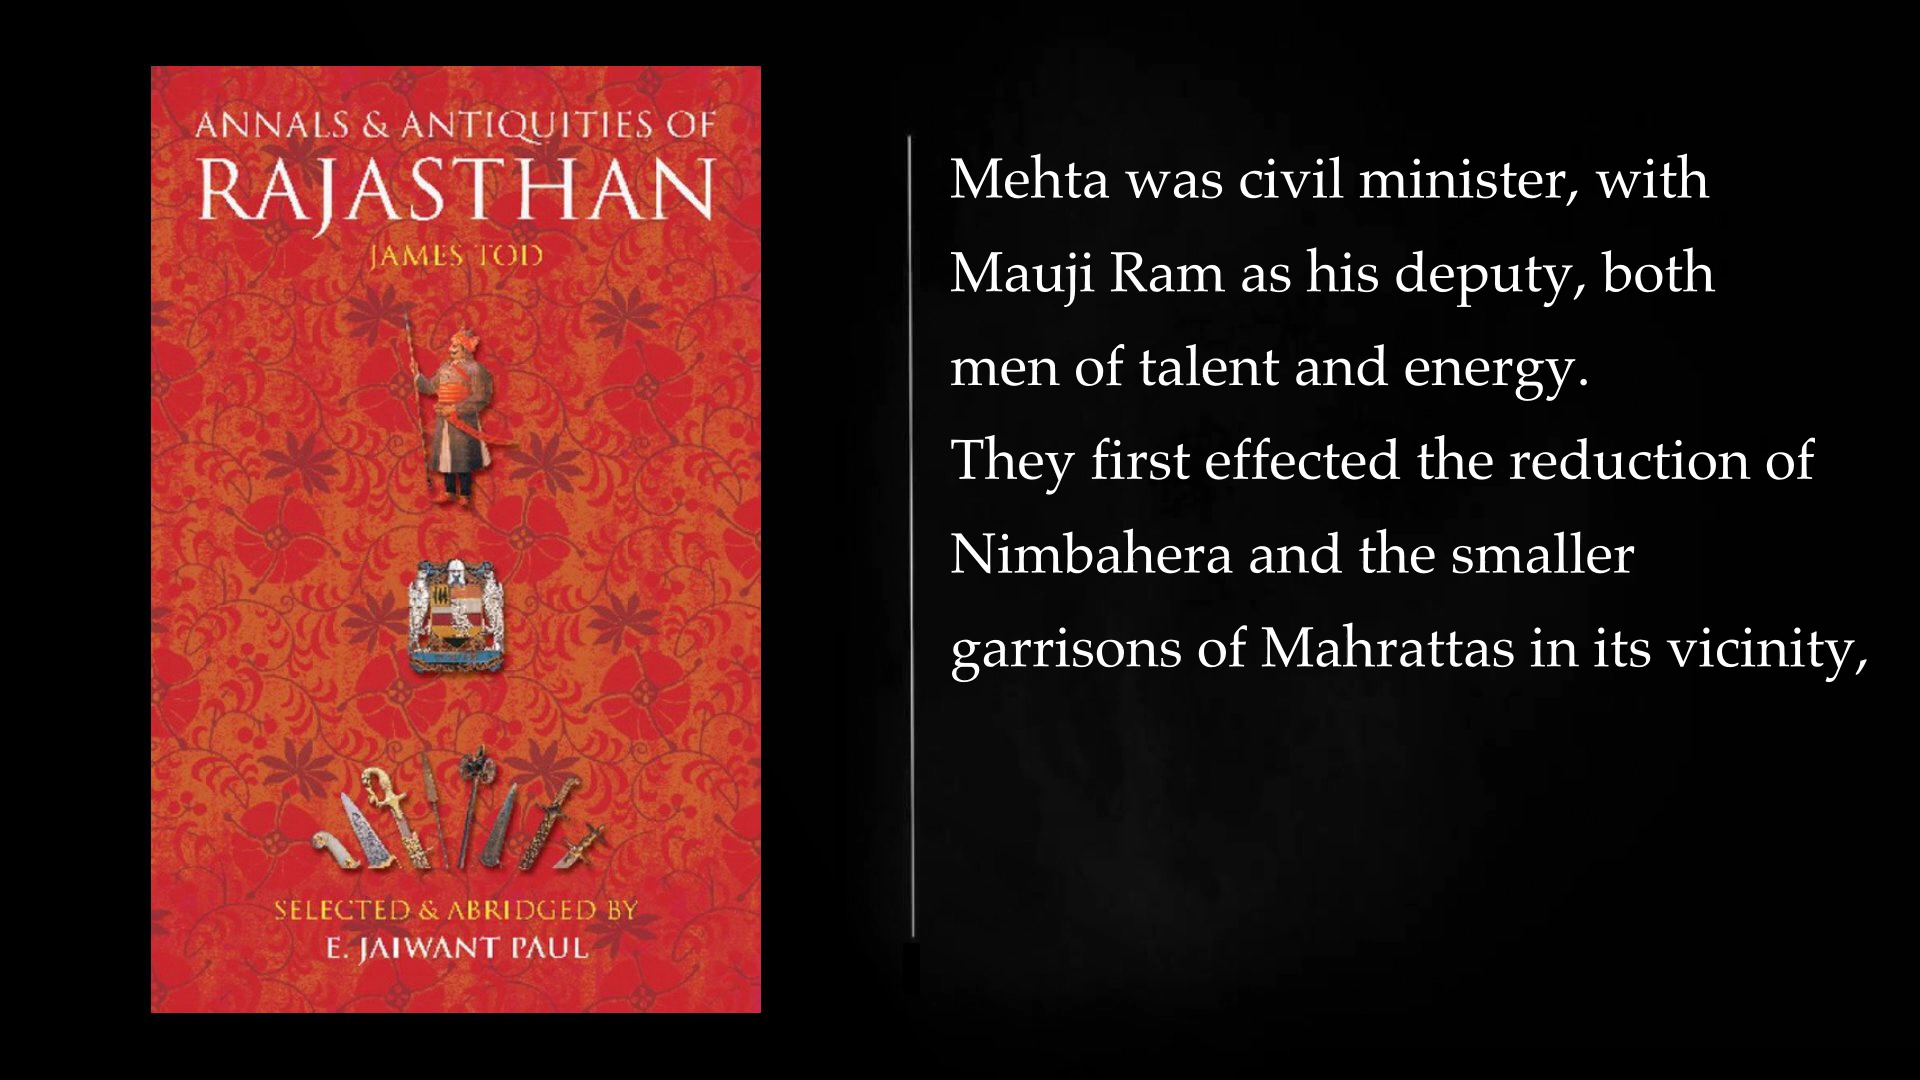 ANNALS & ANTIQUITIES OF
RAJASTHAN
JAMES TOD
SELECTED & ABRIDGED BY
E. JAIWANT PAUL
Mehta was civil minister, with
Mauji Ram as his deputy, both
men of talent and energy.
They first effected the reduction of
Nimbahera and the smaller
garrisons of Mahrattas in its vicinity,